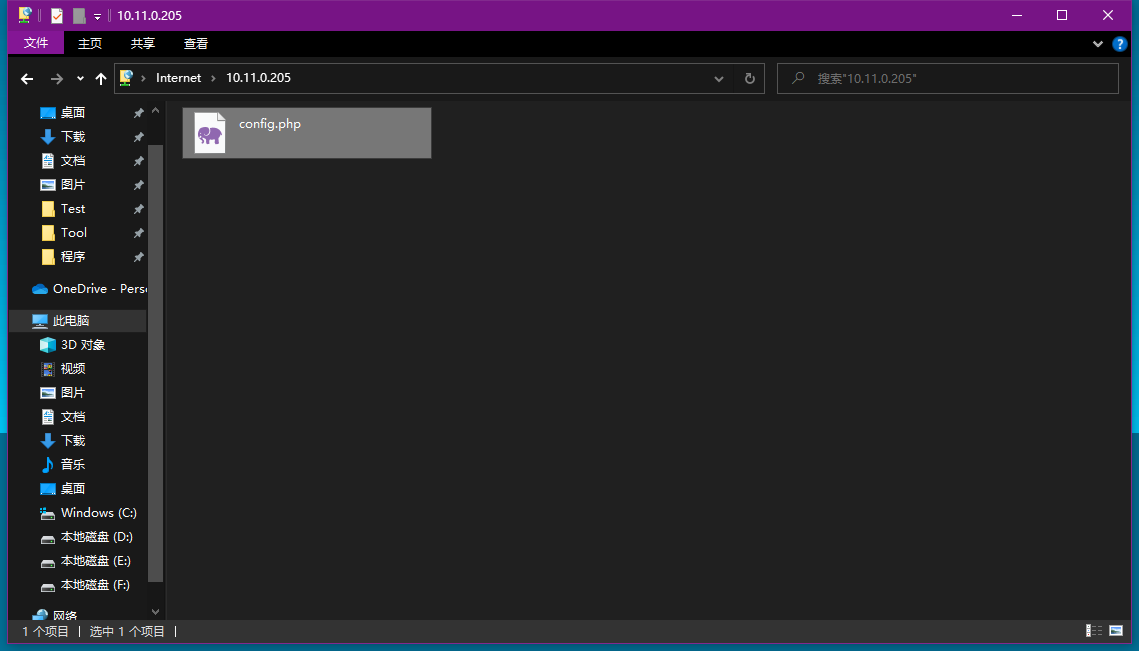 10.11.0.205
文件 主页 共享 查看
Internet 10.11.0.205 搜索"10.11.0.205"
桌面
下载
文档
图片
Test
Tool
程序
OneDrive - Pers
此电脑
3D 对象
视频
图片
文档
下载
音乐
桌面
Windows (C:)
本地磁盘 (D:)
本地磁盘 (E:)
本地磁盘 (F:)
网络
config.php
1 个项目 选中 1 个项目